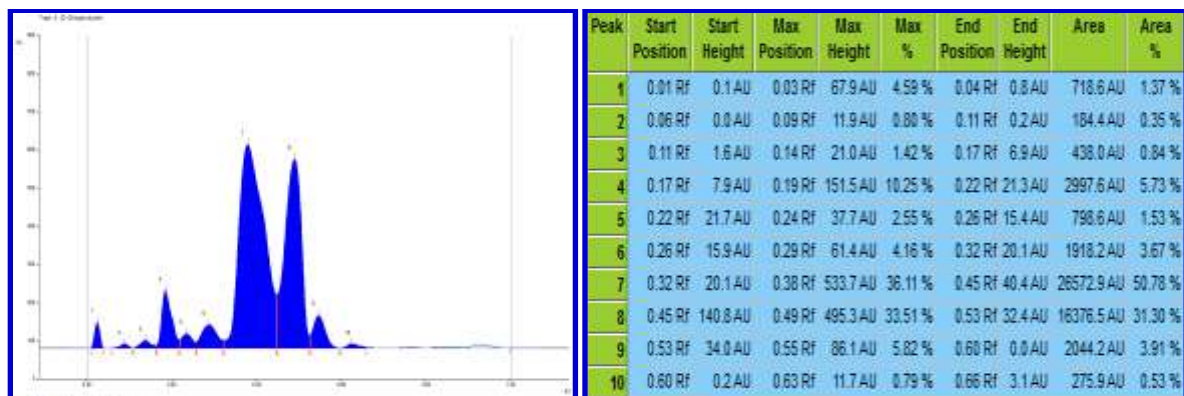 Peak Start Position Start Height Max Position Max Height Max % End Position End Height Area Area %
1 0.01 Rf 0.1 AU 0.03 Rf 67.9 AU 4.59 % 0.04 Rf 0.8 AU 718.6 AU 1.37 %
2 0.06 Rf 0.0 AU 0.09 Rf 11.9 AU 0.80 % 0.11 Rf 0.2 AU 184.4 AU 0.35 %
3 0.11 Rf 1.6 AU 0.14 Rf 21.0 AU 1.42 % 0.17 Rf 6.9 AU 438.0 AU 0.84 %
4 0.17 Rf 7.9 AU 0.19 Rf 151.5 AU 10.25 % 0.22 Rf 21.3 AU 2997.6 AU 5.73 %
5 0.22 Rf 21.7 AU 0.24 Rf 37.7 AU 2.55 % 0.26 Rf 15.4 AU 798.6 AU 1.53 %
6 0.26 Rf 15.9 AU 0.29 Rf 61.4 AU 4.16 % 0.32 Rf 20.1 AU 1918.2 AU 3.67 %
7 0.32 Rf 20.1 AU 0.38 Rf 533.7 AU 36.11 % 0.45 Rf 40.4 AU 26572.9 AU 50.78 %
8 0.45 Rf 140.8 AU 0.49 Rf 495.3 AU 33.51 % 0.53 Rf 32.4 AU 16376.5 AU 31.30 %
9 0.53 Rf 34.0 AU 0.55 Rf 86.1 AU 5.82 % 0.60 Rf 0.0 AU 2044.2 AU 3.91 %
10 0.60 Rf 0.2 AU 0.63 Rf 11.7 AU 0.79 % 0.66 Rf 3.1 AU 275.9 AU 0.53 %